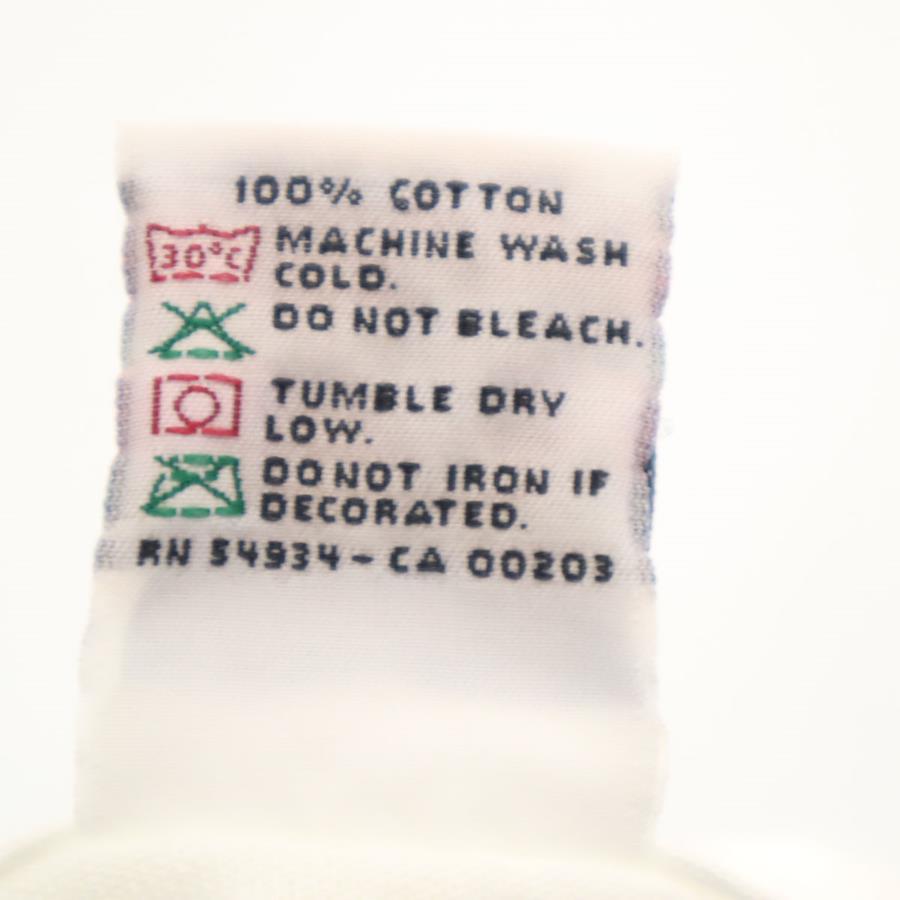 100% COTTON
30°C MACHINE WASH
COLD.
DO NOT BLEACH.
TUMBLE DRY
LOW.
DO NOT IRON IF
DECORATED.
RN 54934-CA 00203